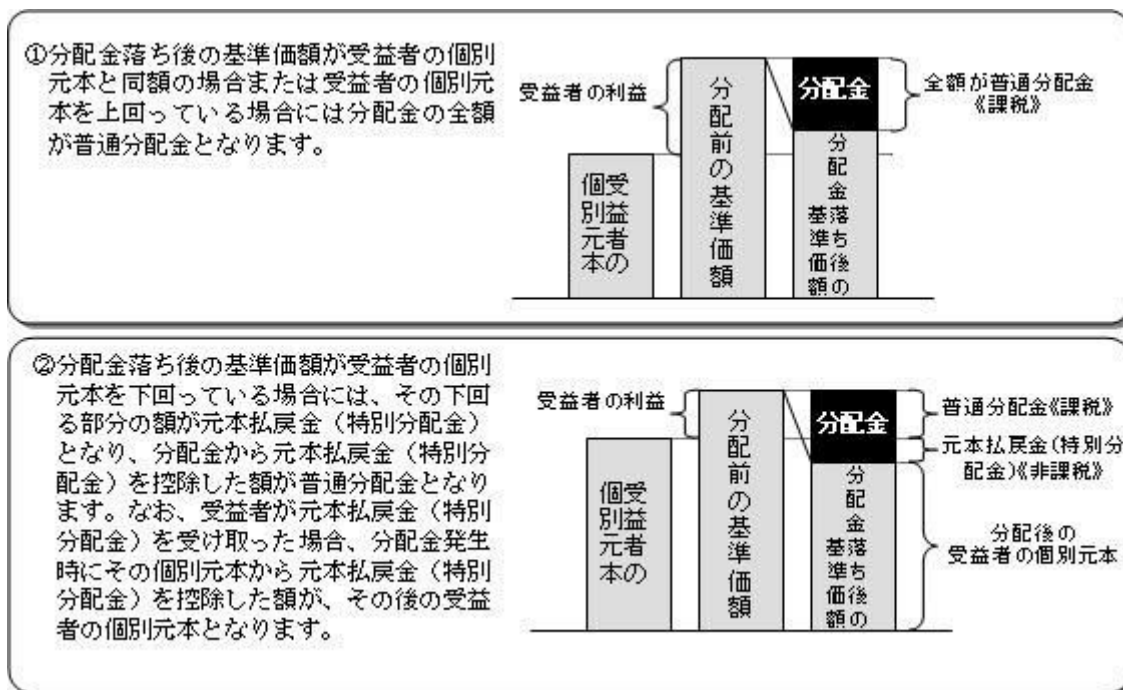 ①分配金落ち後の基準価額が受益者の個別
元本と同額の場合または受益者の個別元
本を上回っている場合には分配金の全額
が普通分配金となります。
受益者の利益
受益者の
個別元本
分配前の基準価額
分配金
分配金落ち後の
基準価額
全額が普通分配金
《課税》
②分配金落ち後の基準価額が受益者の個別
元本を下回っている場合には、その下回
る部分の額が元本払戻金（特別分配金）
となり、分配金から元本払戻金（特別分
配金）を控除した額が普通分配金となり
ます。なお、受益者が元本払戻金（特別
分配金）を受け取った場合、分配金発生
時にその個別元本から元本払戻金（特別
分配金）を控除した額が、その後の受益
者の個別元本となります。
受益者の利益
受益者の
個別元本
分配前の基準価額
分配金
分配金落ち後の
基準価額
普通分配金《課税》
元本払戻金(特別分
配金)《非課税》
分配後の
受益者の個別元本